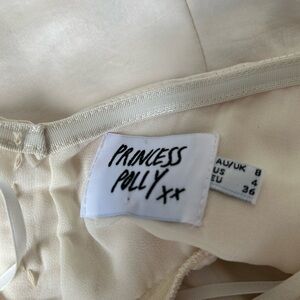 PRINCESS
POLLY xx
AU/UK 8
US 4
EU 36